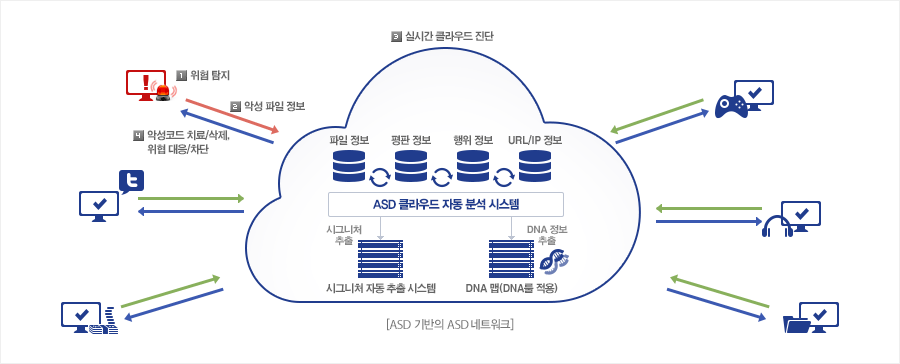 3 실시간 클라우드 진단
1 위험 탐지
2 악성 파일 정보
4 악성코드 치료/삭제,
위협 대응/차단
파일 정보 평판 정보 행위 정보 URL/IP 정보
ASD 클라우드 자동 분석 시스템
시그니처
추출
DNA 정보
추출
시그니처 자동 추출 시스템
DNA 맵(DNA룰 적용)
[ASD 기반의 ASD네트워크]